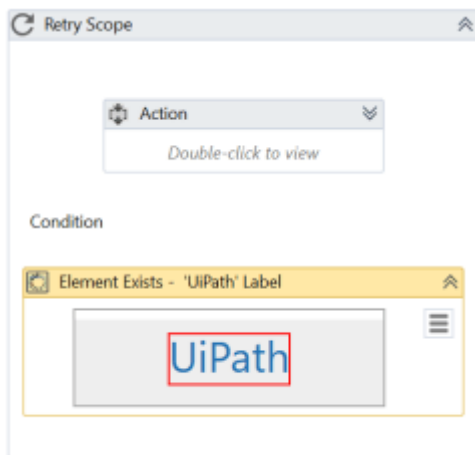 Retry Scope
Action
Double-click to view
Condition
Element Exists - 'UiPath' Label
UiPath